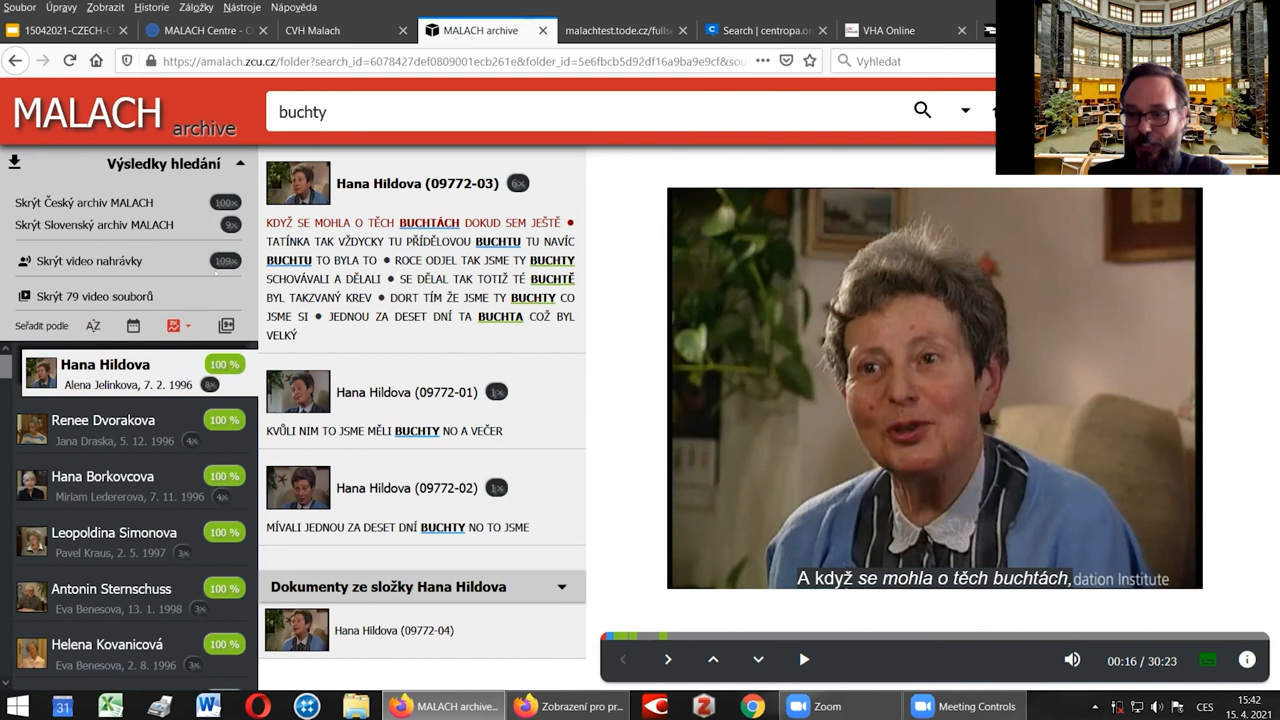 Soubor Úpravy Zobrazit Historie Záložky Nástroje Nápověda
15042021-CZECH-C
MALACH Centre - C
CVH Malach
MALACH archive
malachtest.tode.cz/fulls
Search | centropa.or
VHA Online
https://amalach.zcu.cz/folder?search_id=6078427def0809001ecb261e&folder_id=5e6fbcb5d92df16a9ba9e9cf&sou
Vyhledat
MALACH archive
buchty
Výsledky hledání
Skrýt Český archiv MALACH 100x
Skrýt Slovenský archiv MALACH 9x
Skrýt video nahrávky 109x
Skrýt 79 video souborů
Seřadit podle
Hana Hildova 100 %
Alena Jelinkova, 7. 2. 1996 8x
Renee Dvorakova 100 %
Jana Draska, 5. 12. 1996 4x
Hana Borkovcova 100 %
Miriam Ledererova, 7. 11. 1996 4x
Leopoldina Simonova 100 %
Pavel Kraus, 2. 5. 1997 3x
Antonin Sternschuss 100 %
Eva Benesova, 13. 1. 1998 3x
Helena Kovanicová 100 %
Eva Benesova, 2. 8. 1996 3x
Hana Hildova (09772-03) 6x
KDYŽ SE MOHLA O TĚCH BUCHTÁCH DOKUD SEM JEŠTĚ •
TATÍNKA TAK VŽDYCKY TU PŘÍDĚLOVOU BUCHTU TU NAVÍC
BUCHTU TO BYLA TO • ROCE ODJEL TAK JSME TY BUCHTY
SCHOVÁVALI A DĚLALI • SE DĚLAL TAK TOTIŽ TÉ BUCHTĚ
BYL TAKZVANÝ KREV • DORT TÍM ŽE JSME TY BUCHTY CO
JSME SI • JEDNOU ZA DESET DNÍ TA BUCHTA COŽ BYL
VELKÝ
Hana Hildova (09772-01) 1x
KVŮLI NIM TO JSME MĚLI BUCHTY NO A VEČER
Hana Hildova (09772-02) 1x
MÍVALI JEDNOU ZA DESET DNÍ BUCHTY NO TO JSME
Dokumenty ze složky Hana Hildova
Hana Hildova (09772-04)
A když se mohla o těch buchtách, dation Institute
00:16 / 30:23
31
MALACH archive...
Zobrazení pro pr...
Zoom
Meeting Controls
CES
15:42
15. 4. 2021